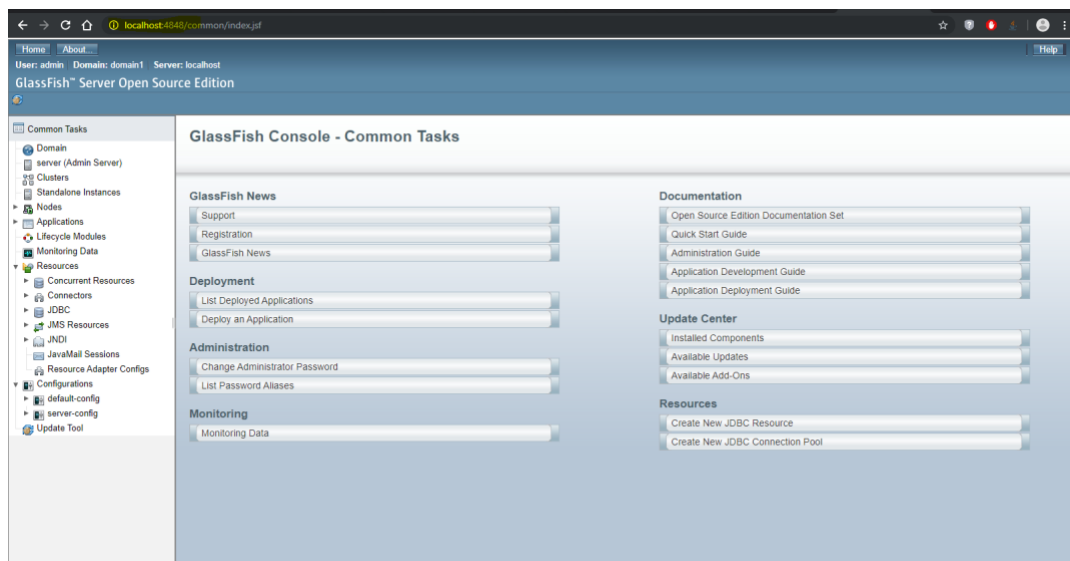 localhost:4848/common/index.jsf
Home About...
Help
User: admin Domain: domain1 Server: localhost
GlassFish™ Server Open Source Edition
Common Tasks
Domain
server (Admin Server)
Clusters
Standalone Instances
Nodes
Applications
Lifecycle Modules
Monitoring Data
Resources
Concurrent Resources
Connectors
JDBC
JMS Resources
JNDI
JavaMail Sessions
Resource Adapter Configs
Configurations
default-config
server-config
Update Tool
GlassFish Console - Common Tasks
GlassFish News
Support
Registration
GlassFish News
Deployment
List Deployed Applications
Deploy an Application
Administration
Change Administrator Password
List Password Aliases
Monitoring
Monitoring Data
Documentation
Open Source Edition Documentation Set
Quick Start Guide
Administration Guide
Application Development Guide
Application Deployment Guide
Update Center
Installed Components
Available Updates
Available Add-Ons
Resources
Create New JDBC Resource
Create New JDBC Connection Pool